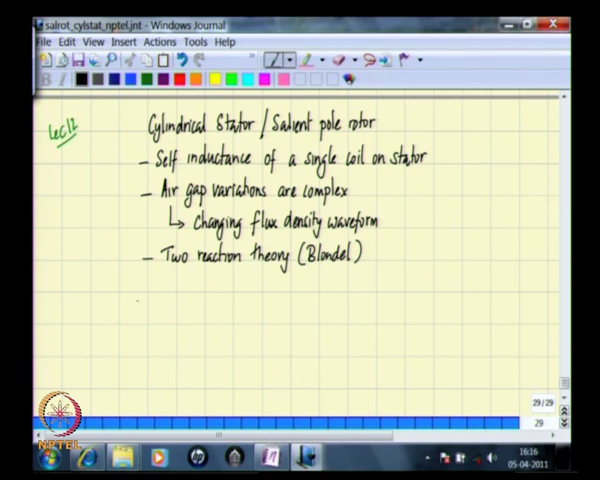 salrot_cylstat_nptel.jnt - Windows Journal
File Edit View Insert Actions Tools Help
Lec 12
Cylindrical Stator / Salient pole rotor
- Self inductance of a single coil on stator
- Air gap variations are complex
↳ Changing flux density waveform
- Two reaction theory (Blondel)
29/29
29
NPTEL
16:16
05-04-2011